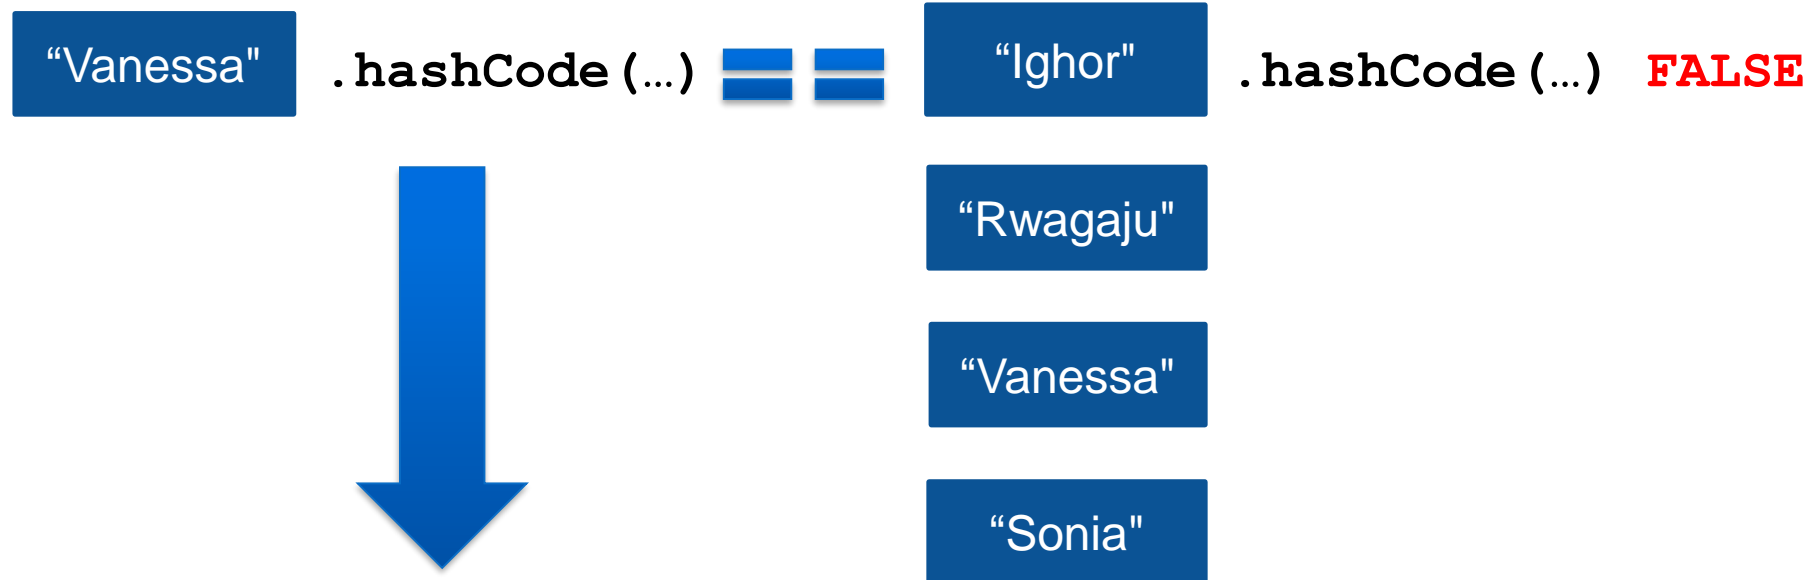 “Vanessa" .hashCode(…) == “Ighor" .hashCode(…) FALSE
“Rwagaju"
“Vanessa"
“Sonia"